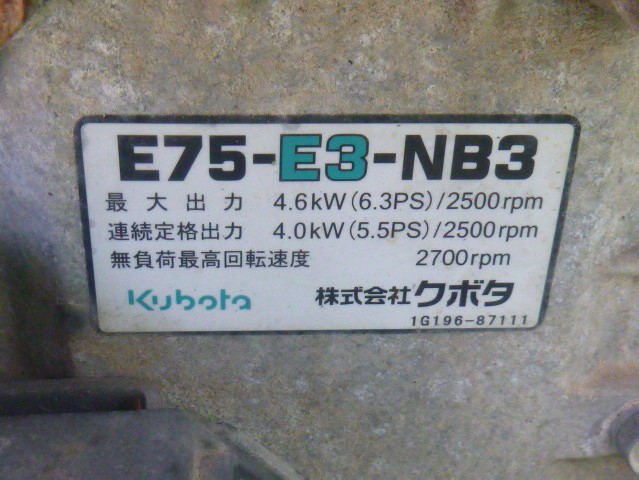 E75-E3-NB3
最大出力 4.6kW(6.3PS)/2500rpm
連続定格出力 4.0kW(5.5PS)/2500rpm
無負荷最高回転速度 2700rpm
Kubota 株式会社クボタ
1G196-87111